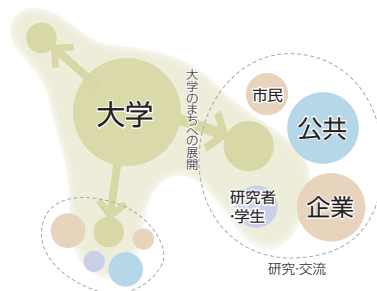 大学
大学のまちへの展開
市民
公共
研究者
・学生
企業
研究・交流